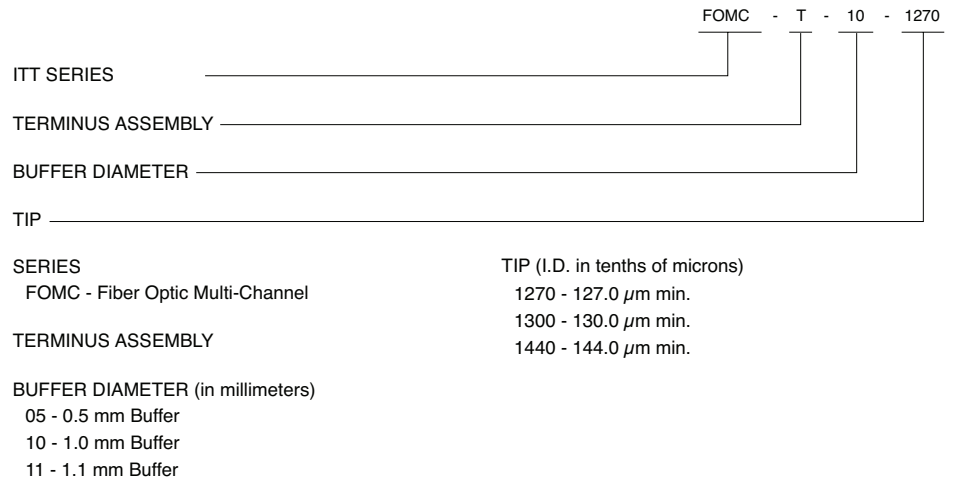 FOMC - T - 10 - 1270
ITT SERIES
TERMINUS ASSEMBLY
BUFFER DIAMETER
TIP
SERIES
FOMC - Fiber Optic Multi-Channel
TERMINUS ASSEMBLY
BUFFER DIAMETER (in millimeters)
05 - 0.5 mm Buffer
10 - 1.0 mm Buffer
11 - 1.1 mm Buffer
TIP (I.D. in tenths of microns)
1270 - 127.0 µm min.
1300 - 130.0 µm min.
1440 - 144.0 µm min.